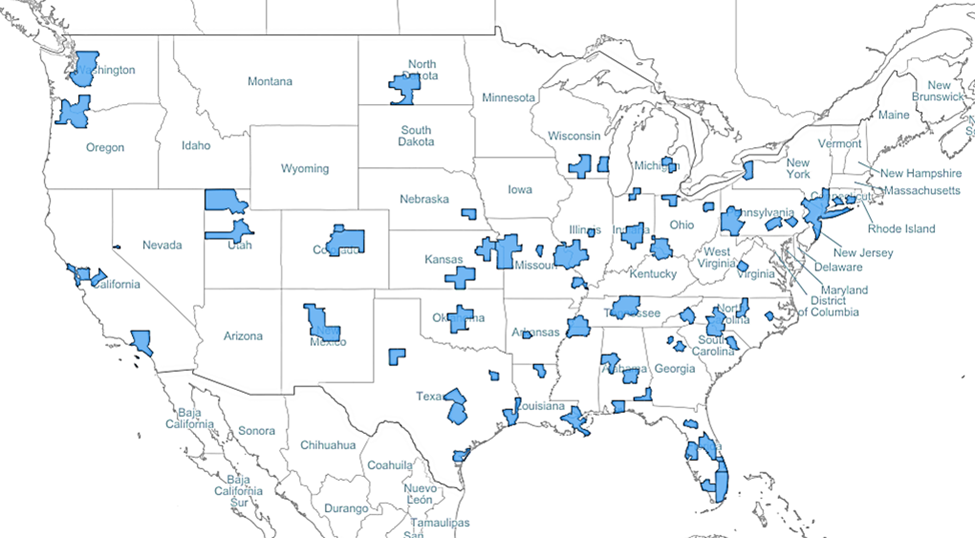 Washington
Montana
North
Dakota
Minnesota
New
Brunswick
Maine
Oregon
Idaho
South
Dakota
Wisconsin
Michigan
Vermont
New
York
New Hampshire
Massachusetts
Wyoming
Iowa
Nebraska
Connecticut
Rhode Island
Pennsylvania
Ohio
Illinois
Indiana
Nevada
Utah
Colorado
Kansas
Missouri
West
Virginia
Virginia
Kentucky
New Jersey
Delaware
Maryland
District
of Columbia
California
Arizona
New
Mexico
Oklahoma
Arkansas
Tennessee
North
Carolina
South
Carolina
Texas
Louisiana
Alabama
Georgia
Baja
California
Sonora
Chihuahua
Coahuila
Baja
California
Sur
Nuevo
León
Durango
Tamaulipas
San